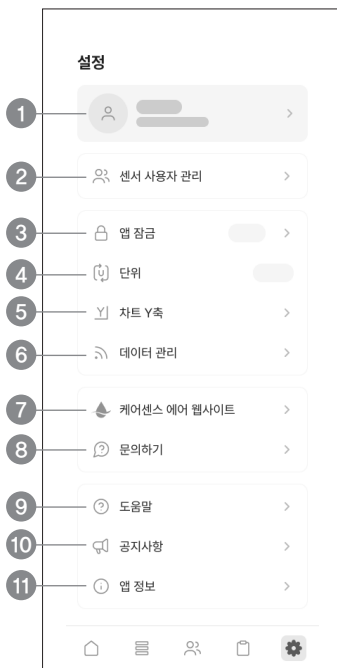 설정
1
2 센서 사용자 관리
3 앱 잠금
4 단위
5 차트 Y축
6 데이터 관리
7 케어센스 에어 웹사이트
8 문의하기
9 도움말
10 공지사항
11 앱 정보